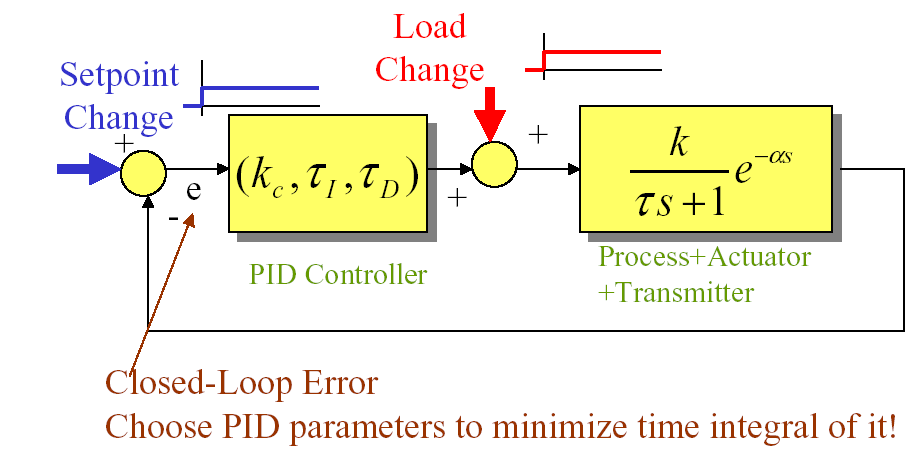 Load
Change
Setpoint
Change
+
+
k
τs+1
e^{-αs}
(k_c, τ_I, τ_D)
e
+
-
PID Controller
Process+Actuator
+Transmitter
Closed-Loop Error
Choose PID parameters to minimize time integral of it!